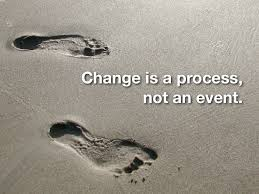 Change is a process,
not an event.